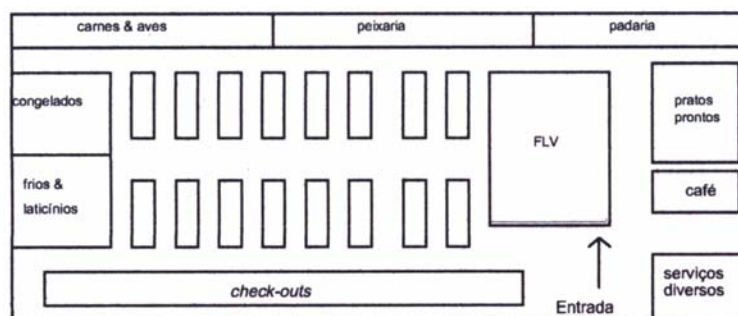 carnes & aves
peixaria
padaria
congelados
FLV
pratos
prontos
frios &
laticínios
café
check-outs
Entrada
serviços
diversos